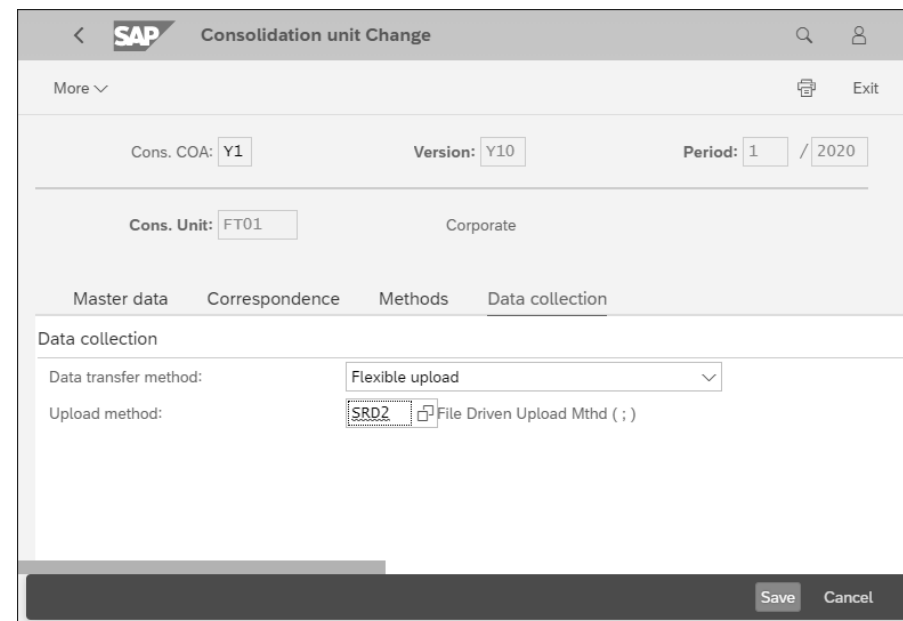 SAP Consolidation unit Change
More Exit
Cons. COA: Y1 Version: Y10 Period: 1 / 2020
Cons. Unit: FT01 Corporate
Master data Correspondence Methods Data collection
Data collection
Data transfer method: Flexible upload
Upload method: SRD2 File Driven Upload Mthd ( ; )
Save Cancel